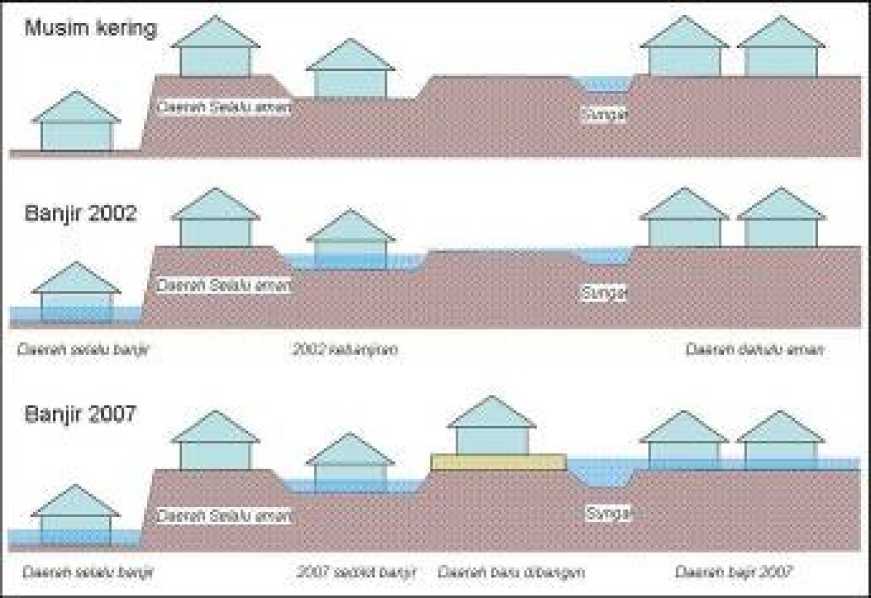 Musim kering
Daerah Selalu aman
Sungai
Banjir 2002
Daerah Selalu aman
Sungai
Daerah selalu banjir
2002 kebanjiran
Daerah dahulu aman
Banjir 2007
Daerah Selalu aman
Sungai
Daerah selalu banjir
2007 sedikit banjir
Daerah baru dibangun
Daerah bajir 2007